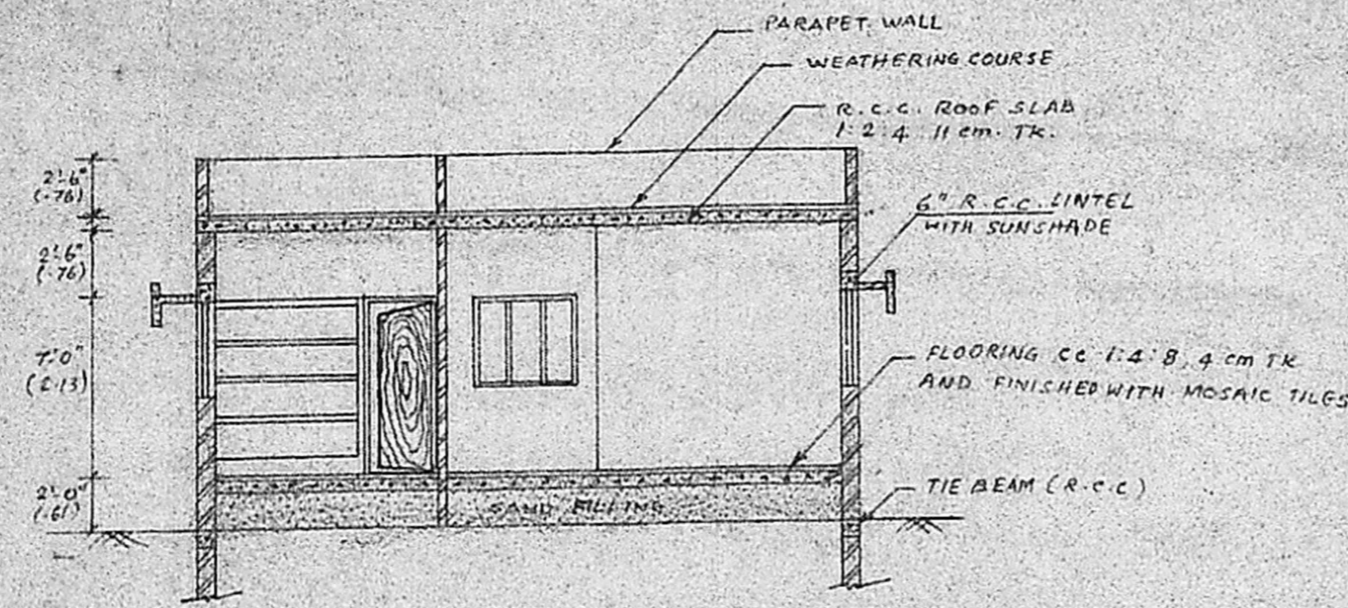 PARAPET WALL
WEATHERING COURSE
R.C.C. ROOF SLAB
1:2:4 11 cm. TK.
6" R.C.C. LINTEL
WITH SUNSHADE
FLOORING CC 1:4:8, 4 cm TK
AND FINISHED WITH MOSAIC TILES
TIE BEAM (R.C.C)
SAND FILLING
2'-6"
(.76)
2'-6"
(.76)
7'-0"
(2.13)
2'-0"
(.61)